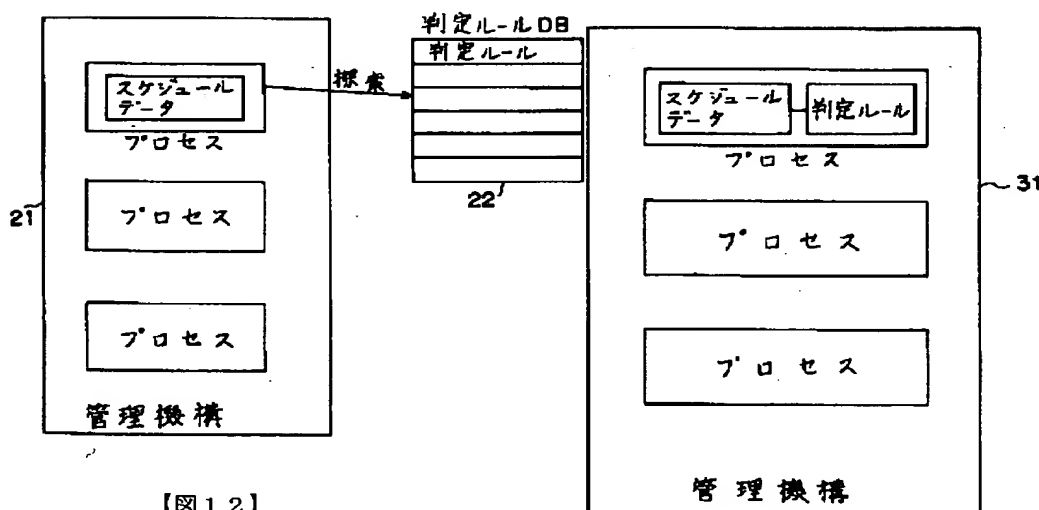 判定ルールDB
判定ルール
スケジュール
データ
プロセス
探索
21
プロセス
プロセス
管理機構
22
スケジュール
データ
判定ルール
プロセス
31
プロセス
プロセス
管理機構
【図12】